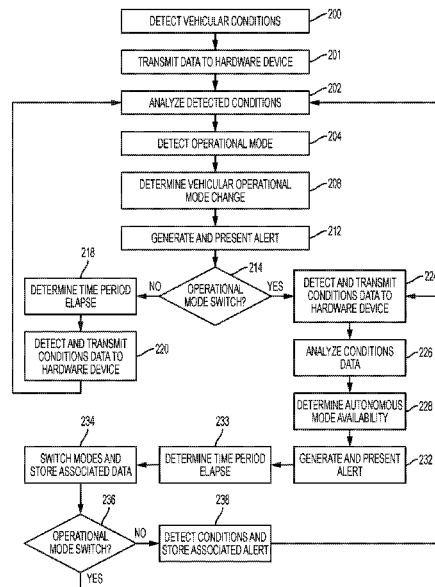 DETECT VEHICULAR CONDITIONS
200
TRANSMIT DATA TO HARDWARE DEVICE
201
ANALYZE DETECTED CONDITIONS
202
DETECT OPERATIONAL MODE
204
DETERMINE VEHICULAR OPERATIONAL
MODE CHANGE
208
GENERATE AND PRESENT ALERT
212
214
OPERATIONAL
MODE SWITCH?
NO
YES
218
DETERMINE TIME PERIOD
ELAPSE
DETECT AND TRANSMIT
CONDITIONS DATA TO
HARDWARE DEVICE
220
DETECT AND TRANSMIT
CONDITIONS DATA TO
HARDWARE DEVICE
224
ANALYZE CONDITIONS
DATA
226
DETERMINE AUTONOMOUS
MODE AVAILABILITY
228
GENERATE AND PRESENT
ALERT
232
233
DETERMINE TIME PERIOD
ELAPSE
234
SWITCH MODES AND
STORE ASSOCIATED DATA
236
OPERATIONAL
MODE SWITCH?
NO
YES
238
DETECT CONDITIONS AND
STORE ASSOCIATED ALERT